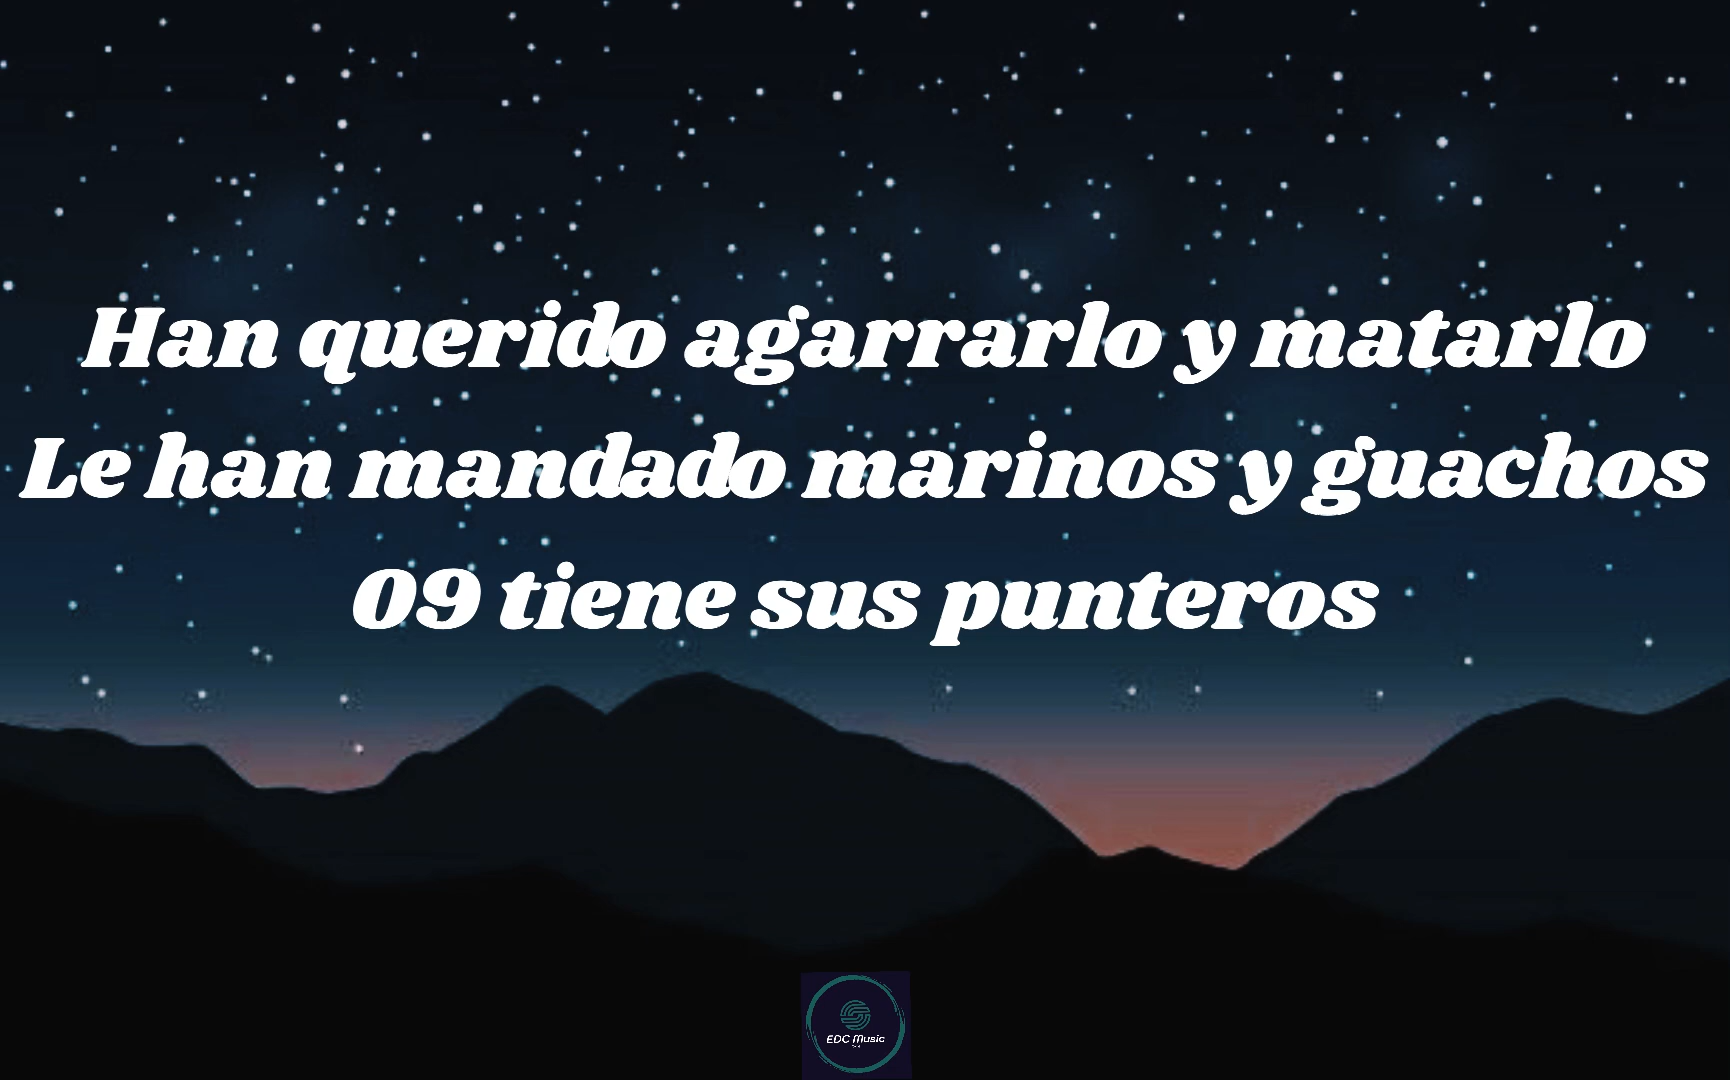 Han querido agarrarlo y matarlo
Le han mandado marinos y guachos
09 tiene sus punteros
EDC Music